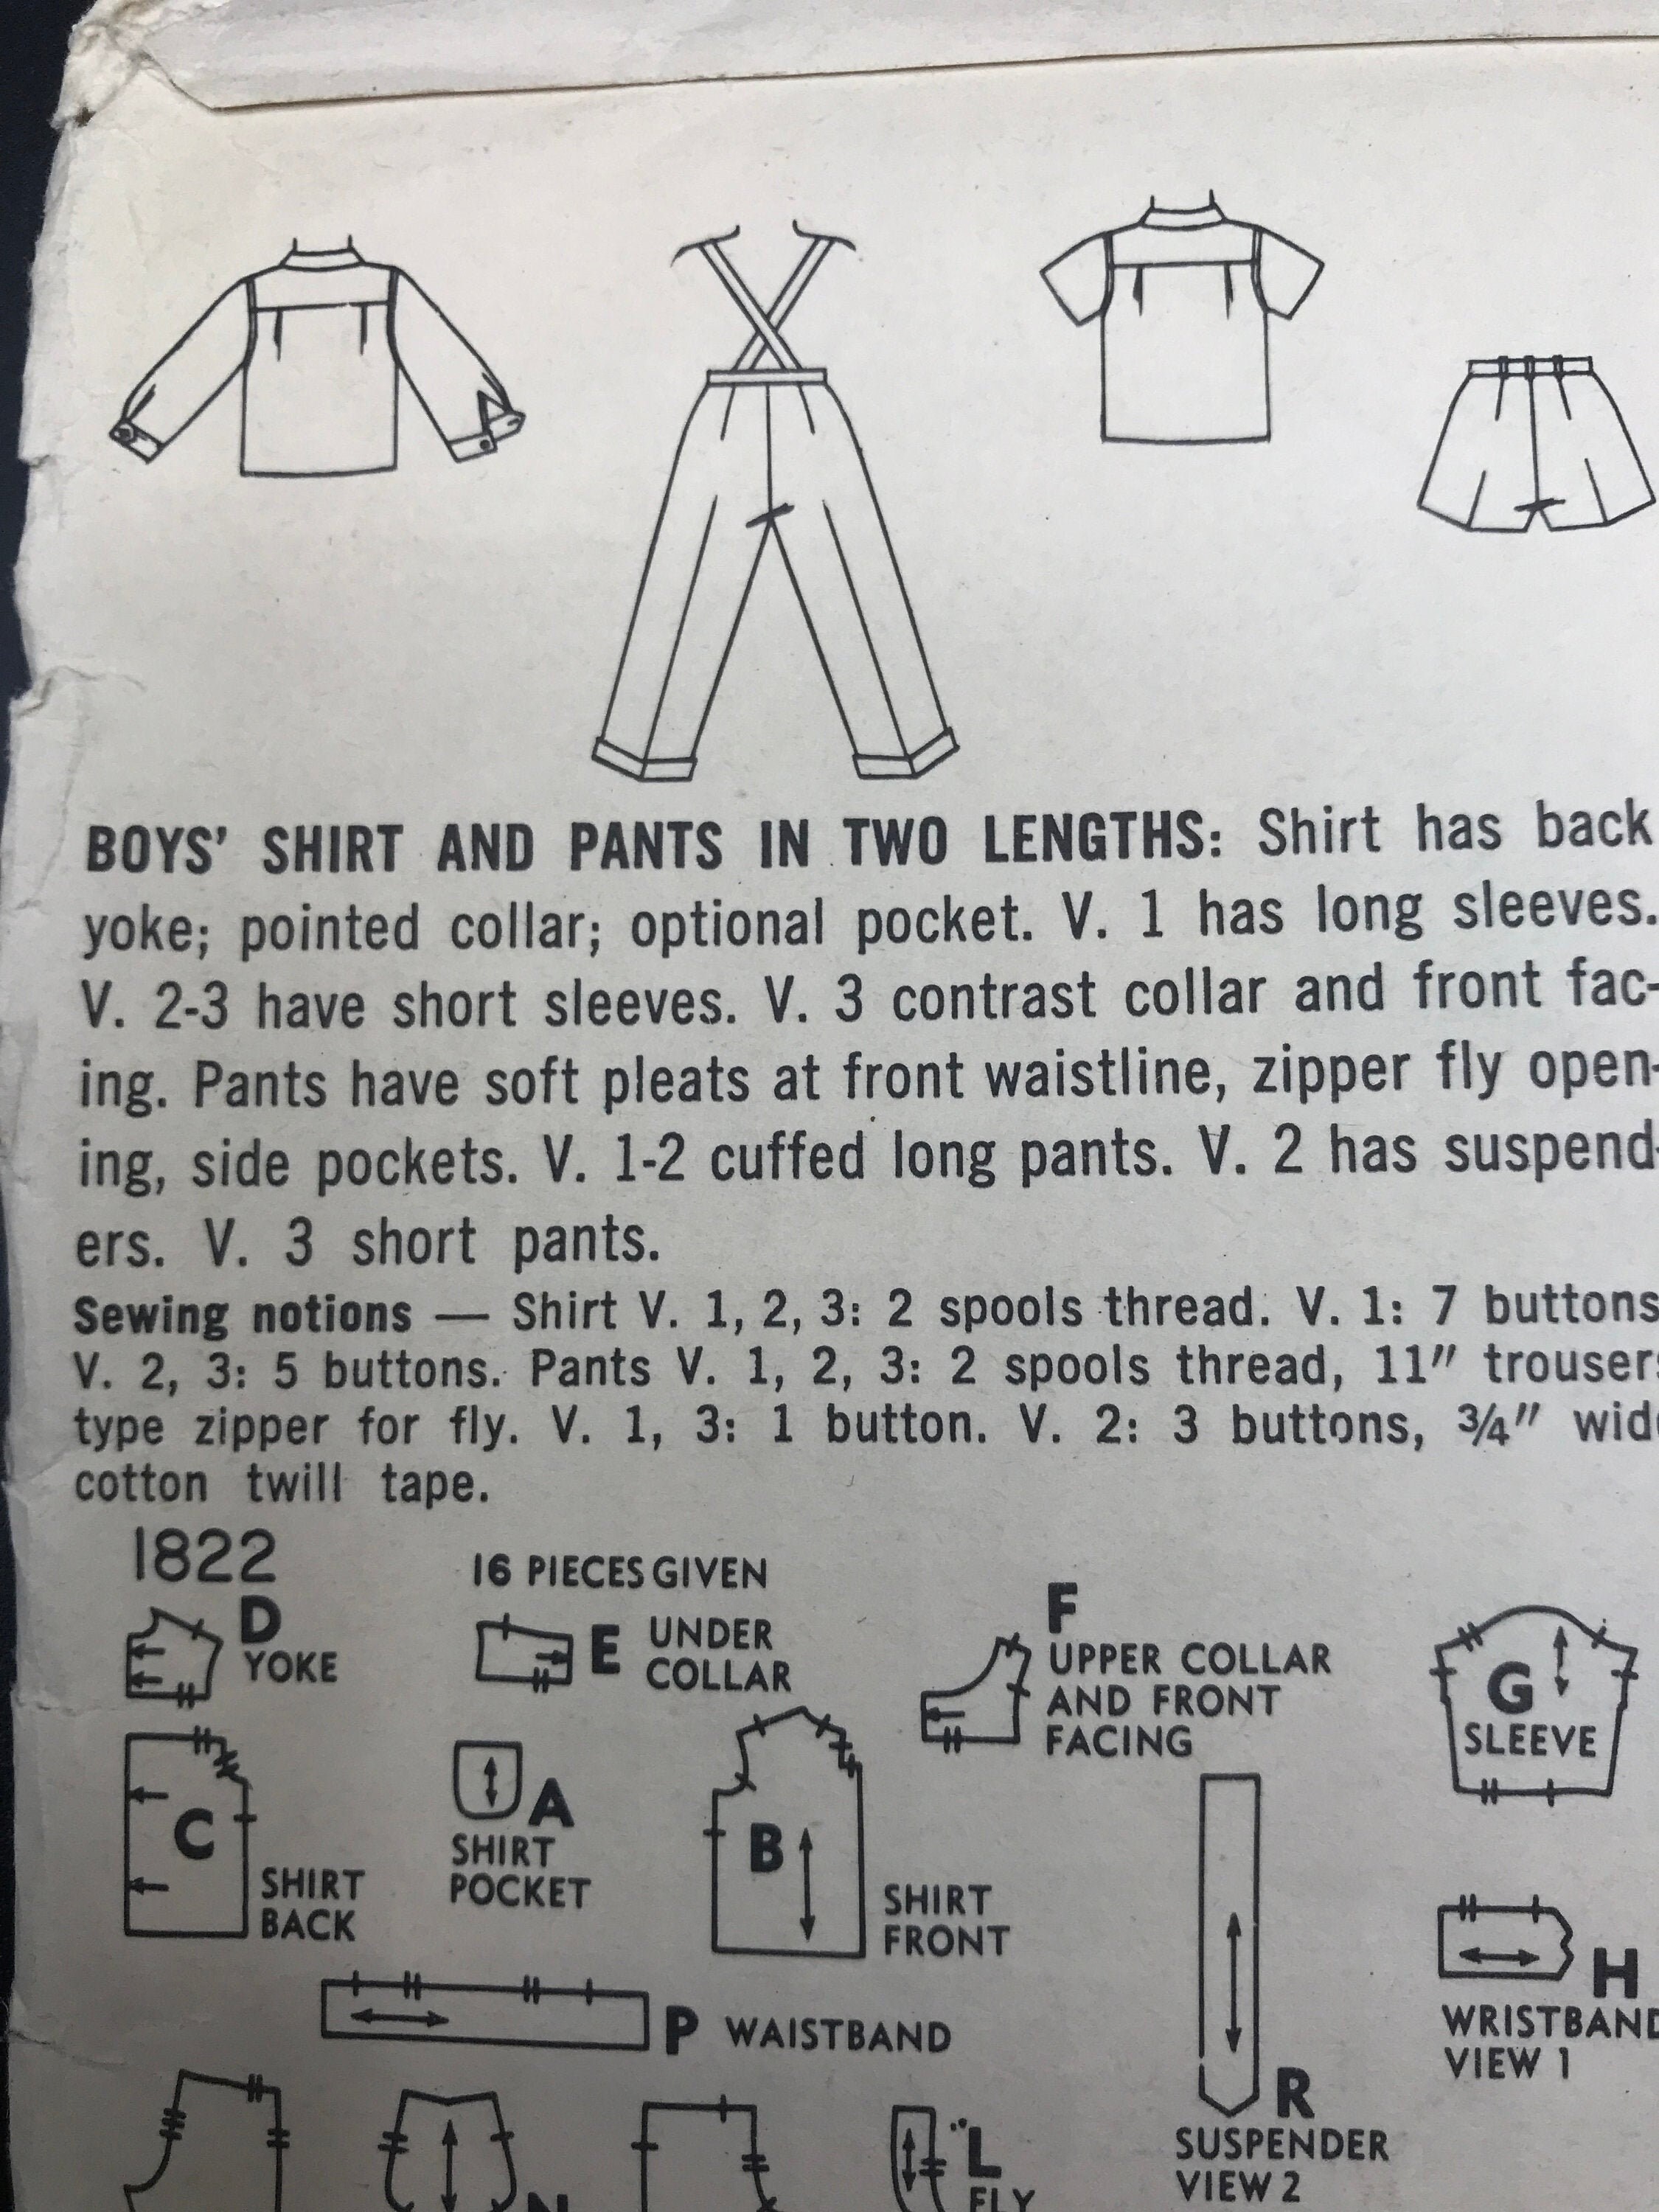 BOYS' SHIRT AND PANTS IN TWO LENGTHS: Shirt has back
yoke; pointed collar; optional pocket. V. 1 has long sleeves.
V. 2-3 have short sleeves. V. 3 contrast collar and front fac-
ing. Pants have soft pleats at front waistline, zipper fly open-
ing, side pockets. V. 1-2 cuffed long pants. V. 2 has suspend-
ers. V. 3 short pants.
Sewing notions — Shirt V. 1, 2, 3: 2 spools thread. V. 1: 7 buttons
V. 2, 3: 5 buttons. Pants V. 1, 2, 3: 2 spools thread, 11″ trousers
type zipper for fly. V. 1, 3: 1 button. V. 2: 3 buttons, ¾″ wide
cotton twill tape.
1822
16 PIECES GIVEN
D
YOKE
E
UNDER
COLLAR
F
UPPER COLLAR
AND FRONT
FACING
G
SLEEVE
C
SHIRT
BACK
A
SHIRT
POCKET
B
SHIRT
FRONT
H
WRISTBAND
VIEW 1
P WAISTBAND
R
SUSPENDER
VIEW 2
N
L
FLY